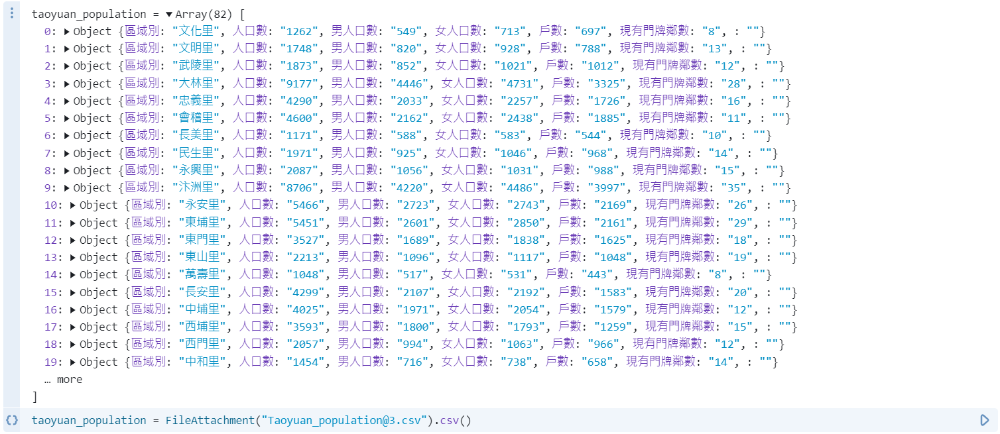 taoyuan_population = ▼Array(82) [
0: ▶Object {區域別: "文化里", 人口數: "1262", 男人口數: "549", 女人口數: "713", 戶數: "697", 現有門牌鄰數: "8", : ""}
1: ▶Object {區域別: "文明里", 人口數: "1748", 男人口數: "820", 女人口數: "928", 戶數: "788", 現有門牌鄰數: "13", : ""}
2: ▶Object {區域別: "武陵里", 人口數: "1873", 男人口數: "852", 女人口數: "1021", 戶數: "1012", 現有門牌鄰數: "12", : ""}
3: ▶Object {區域別: "大林里", 人口數: "9177", 男人口數: "4446", 女人口數: "4731", 戶數: "3325", 現有門牌鄰數: "28", : ""}
4: ▶Object {區域別: "忠義里", 人口數: "4290", 男人口數: "2033", 女人口數: "2257", 戶數: "1726", 現有門牌鄰數: "16", : ""}
5: ▶Object {區域別: "會稽里", 人口數: "4600", 男人口數: "2162", 女人口數: "2438", 戶數: "1885", 現有門牌鄰數: "11", : ""}
6: ▶Object {區域別: "長美里", 人口數: "1171", 男人口數: "588", 女人口數: "583", 戶數: "544", 現有門牌鄰數: "10", : ""}
7: ▶Object {區域別: "民生里", 人口數: "1971", 男人口數: "925", 女人口數: "1046", 戶數: "968", 現有門牌鄰數: "14", : ""}
8: ▶Object {區域別: "永興里", 人口數: "2087", 男人口數: "1056", 女人口數: "1031", 戶數: "988", 現有門牌鄰數: "15", : ""}
9: ▶Object {區域別: "汴洲里", 人口數: "8706", 男人口數: "4220", 女人口數: "4486", 戶數: "3997", 現有門牌鄰數: "35", : ""}
10: ▶Object {區域別: "永安里", 人口數: "5466", 男人口數: "2723", 女人口數: "2743", 戶數: "2169", 現有門牌鄰數: "26", : ""}
11: ▶Object {區域別: "東埔里", 人口數: "5451", 男人口數: "2601", 女人口數: "2850", 戶數: "2161", 現有門牌鄰數: "29", : ""}
12: ▶Object {區域別: "東門里", 人口數: "3527", 男人口數: "1689", 女人口數: "1838", 戶數: "1625", 現有門牌鄰數: "18", : ""}
13: ▶Object {區域別: "東山里", 人口數: "2213", 男人口數: "1096", 女人口數: "1117", 戶數: "1048", 現有門牌鄰數: "19", : ""}
14: ▶Object {區域別: "萬壽里", 人口數: "1048", 男人口數: "517", 女人口數: "531", 戶數: "443", 現有門牌鄰數: "8", : ""}
15: ▶Object {區域別: "長安里", 人口數: "4299", 男人口數: "2107", 女人口數: "2192", 戶數: "1583", 現有門牌鄰數: "20", : ""}
16: ▶Object {區域別: "中埔里", 人口數: "4025", 男人口數: "1971", 女人口數: "2054", 戶數: "1579", 現有門牌鄰數: "12", : ""}
17: ▶Object {區域別: "西埔里", 人口數: "3593", 男人口數: "1800", 女人口數: "1793", 戶數: "1259", 現有門牌鄰數: "15", : ""}
18: ▶Object {區域別: "西門里", 人口數: "2057", 男人口數: "994", 女人口數: "1063", 戶數: "966", 現有門牌鄰數: "12", : ""}
19: ▶Object {區域別: "中和里", 人口數: "1454", 男人口數: "716", 女人口數: "738", 戶數: "658", 現有門牌鄰數: "14", : ""}
… more
]
taoyuan_population = FileAttachment("Taoyuan_population@3.csv").csv()